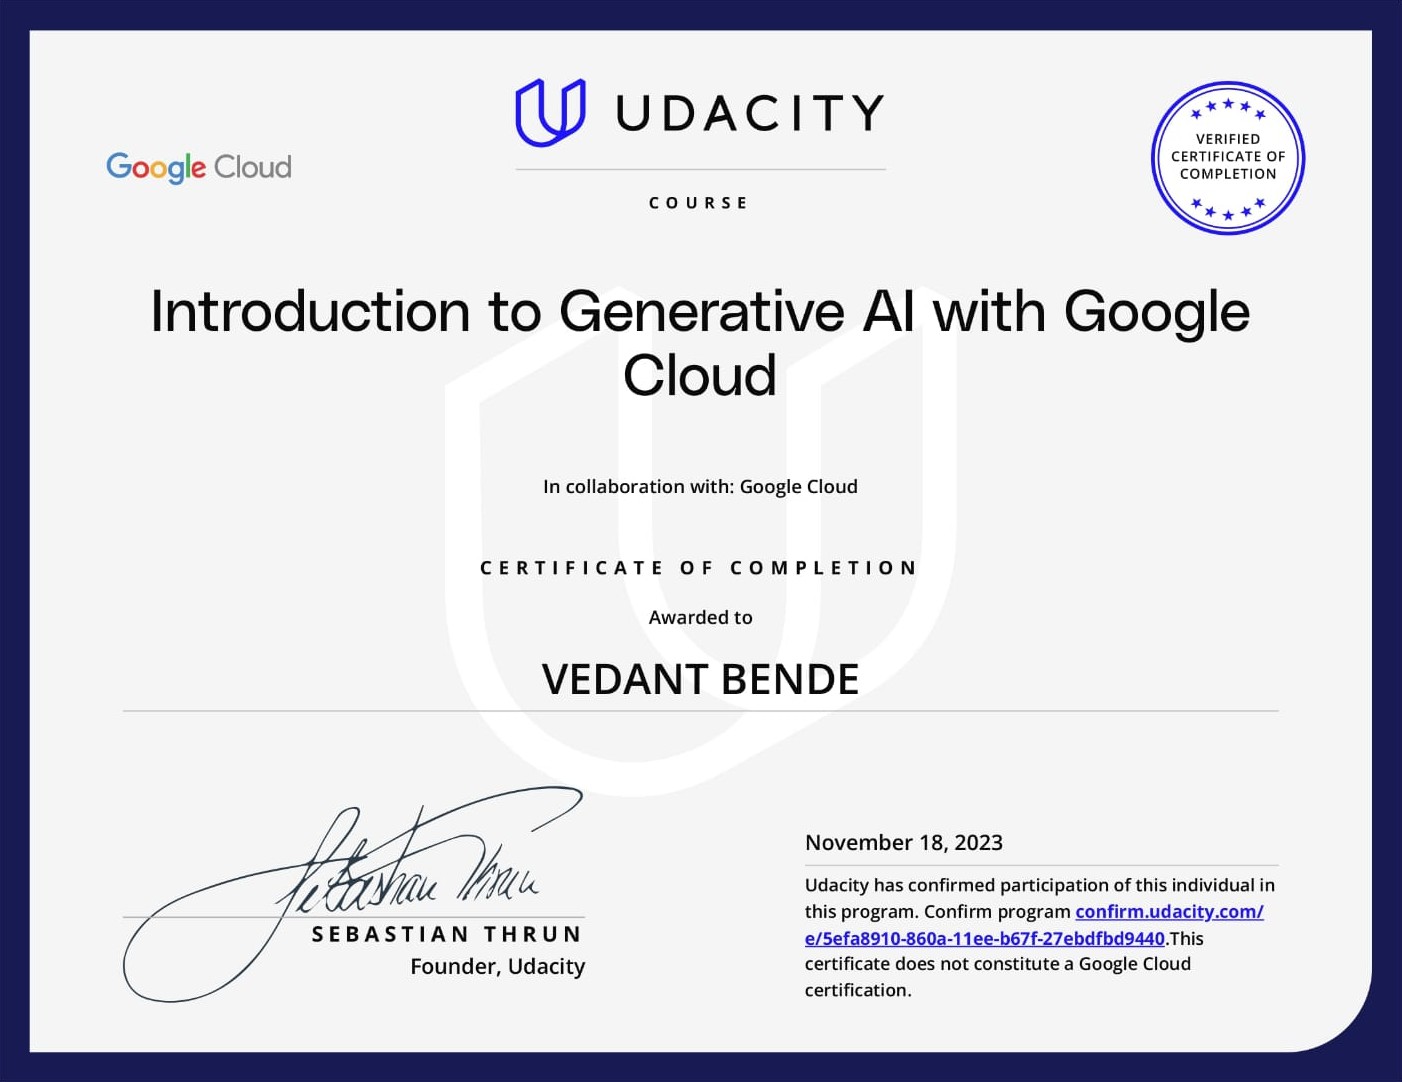 UDACITY
Google Cloud
VERIFIED
CERTIFICATE OF
COMPLETION
COURSE
Introduction to Generative AI with Google
Cloud
In collaboration with: Google Cloud
CERTIFICATE OF COMPLETION
Awarded to
VEDANT BENDE
Sebastian Thrun
SEBASTIAN THRUN
Founder, Udacity
November 18, 2023
Udacity has confirmed participation of this individual in
this program. Confirm program confirm.udacity.com/
e/5efa8910-860a-11ee-b67f-27ebdfbd9440.This
certificate does not constitute a Google Cloud
certification.